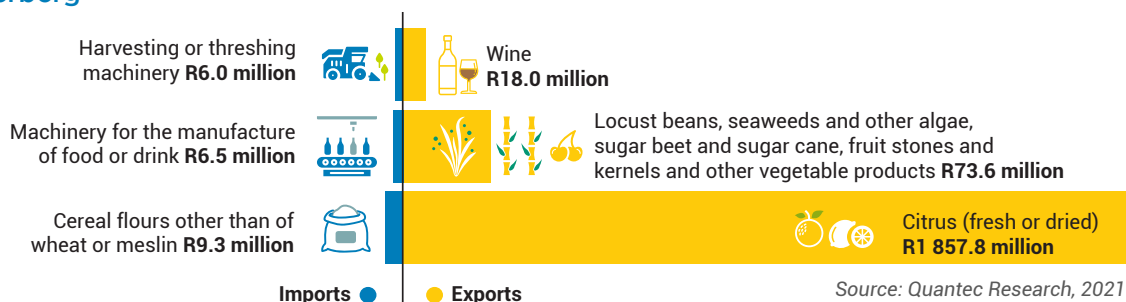 Harvesting or threshing
machinery R6.0 million
Wine
R18.0 million
Machinery for the manufacture
of food or drink R6.5 million
Locust beans, seaweeds and other algae,
sugar beet and sugar cane, fruit stones and
kernels and other vegetable products R73.6 million
Cereal flours other than of
wheat or meslin R9.3 million
Citrus (fresh or dried)
R1 857.8 million
Imports
Exports
Source: Quantec Research, 2021